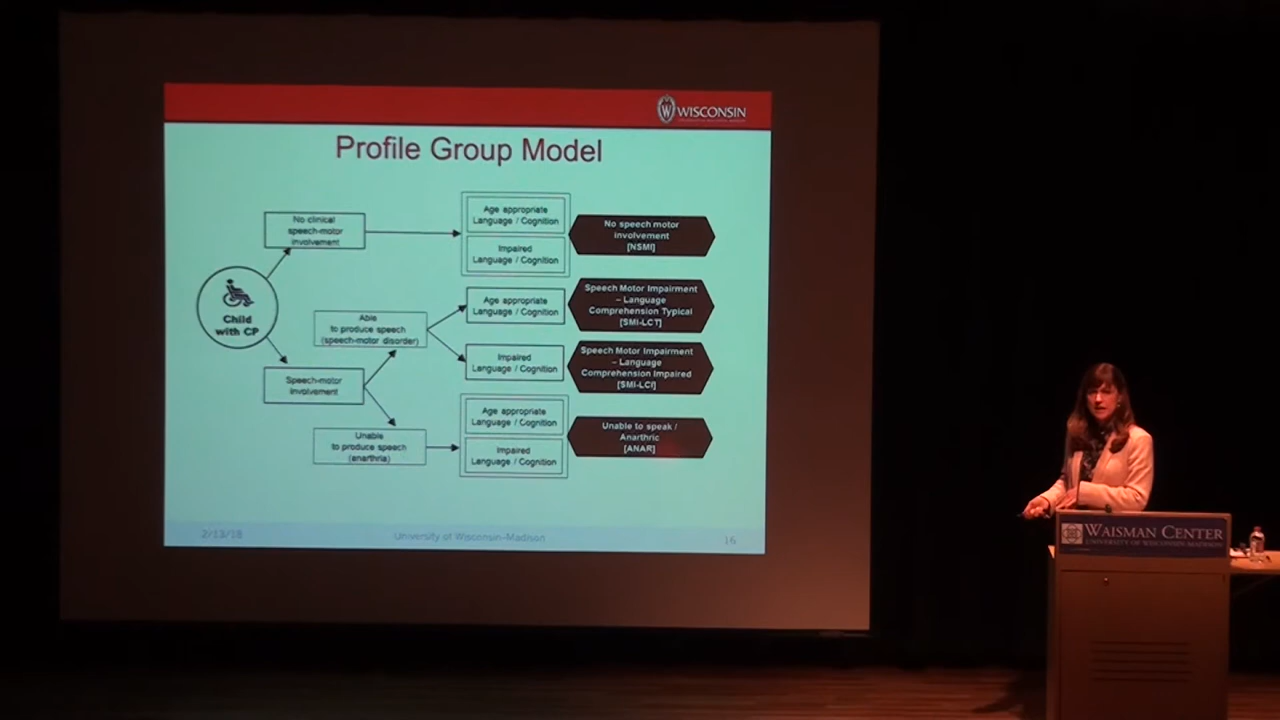 WISCONSIN
Profile Group Model
No clinical
speech-motor
involvement
Age appropriate
Language / Cognition
Impaired
Language / Cognition
No speech motor
involvement
[NSMI]
Child
with CP
Able
to produce speech
(speech-motor disorder)
Age appropriate
Language / Cognition
Speech Motor Impairment
– Language
Comprehension Typical
[SMI-LCT]
Impaired
Language / Cognition
Speech Motor Impairment
– Language
Comprehension Impaired
[SMI-LCI]
Speech-motor
involvement
Unable
to produce speech
(anarthria)
Age appropriate
Language / Cognition
Impaired
Language / Cognition
Unable to speak /
Anarthric
[ANAR]
2/13/18
University of Wisconsin–Madison
16
WAISMAN CENTER
UNIVERSITY OF WISCONSIN-MADISON